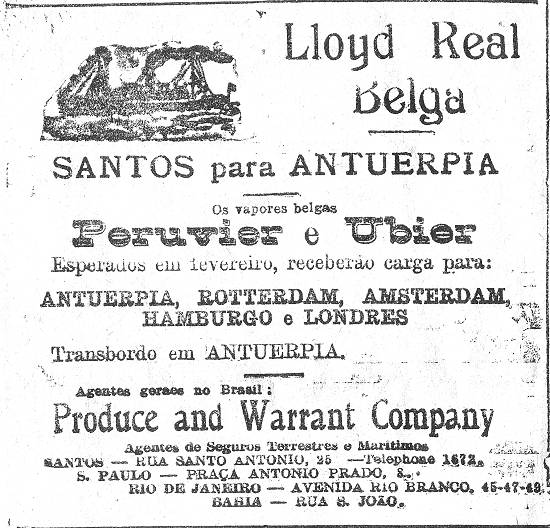 Lloyd Real
Belga
SANTOS para ANTUERPIA
Os vapores belgas
Peruvier e Ubier
Esperados em fevereiro, receberão carga para:
ANTUERPIA, ROTTERDAM, AMSTERDAM,
HAMBURGO e LONDRES
Transbordo em ANTUERPIA.
Agentes geraes no Brasil:
Produce and Warrant Company
Agentes de Seguros Terrestres e Maritimos
SANTOS — RUA SANTO ANTONIO, 25 — Telephone 1672.
S. PAULO — PRAÇA ANTONIO PRADO, 8.
RIO DE JANEIRO — AVENIDA RIO BRANCO, 45-47-49.
BAHIA — RUA S. JOÃO.